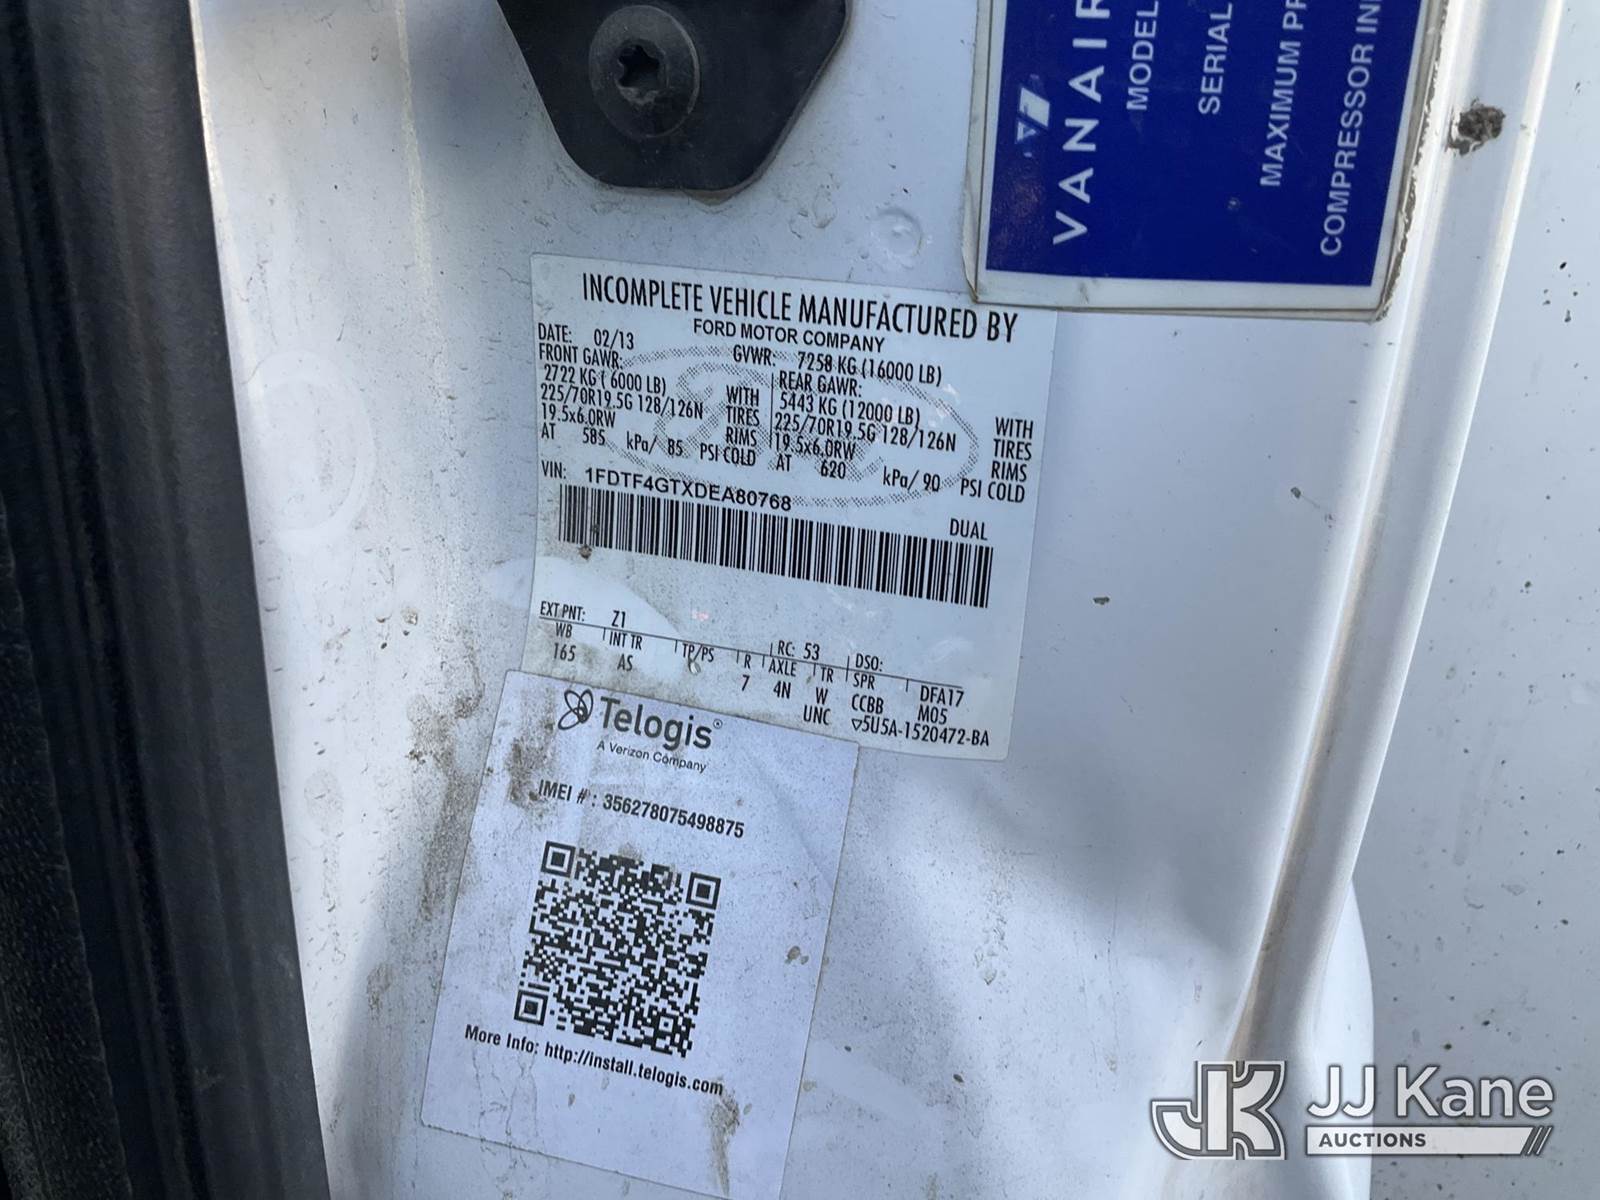 VANAIR
MODEL
SERIAL
MAXIMUM
COMPRESSOR
INCOMPLETE VEHICLE MANUFACTURED BY
FORD MOTOR COMPANY
DATE: 02/13 GVWR: 7258 KG (16000 LB)
FRONT GAWR: REAR GAWR:
2722 KG ( 6000 LB) WITH 5443 KG (12000 LB) WITH
225/70R19.5G 128/126N TIRES 225/70R19.5G 128/126N TIRES
19.5x6.0RW RIMS 19.5x6.0RW RIMS
AT 585 kPa/ 85 PSI COLD AT 620 kPa/ 90 PSI COLD
VIN: 1FDTF4GTXDEA80768
DUAL
EXT PNT: Z1 RC: 53 DSO:
WB INT TR TP/PS R AXLE TR SPR DFA17
165 AS 7 4N W CCBB M05
UNC ▽5U5A-1520472-BA
Telogis®
A Verizon Company
IMEI # : 356278075498875
More Info: http://install.telogis.com
JK JJ Kane
AUCTIONS